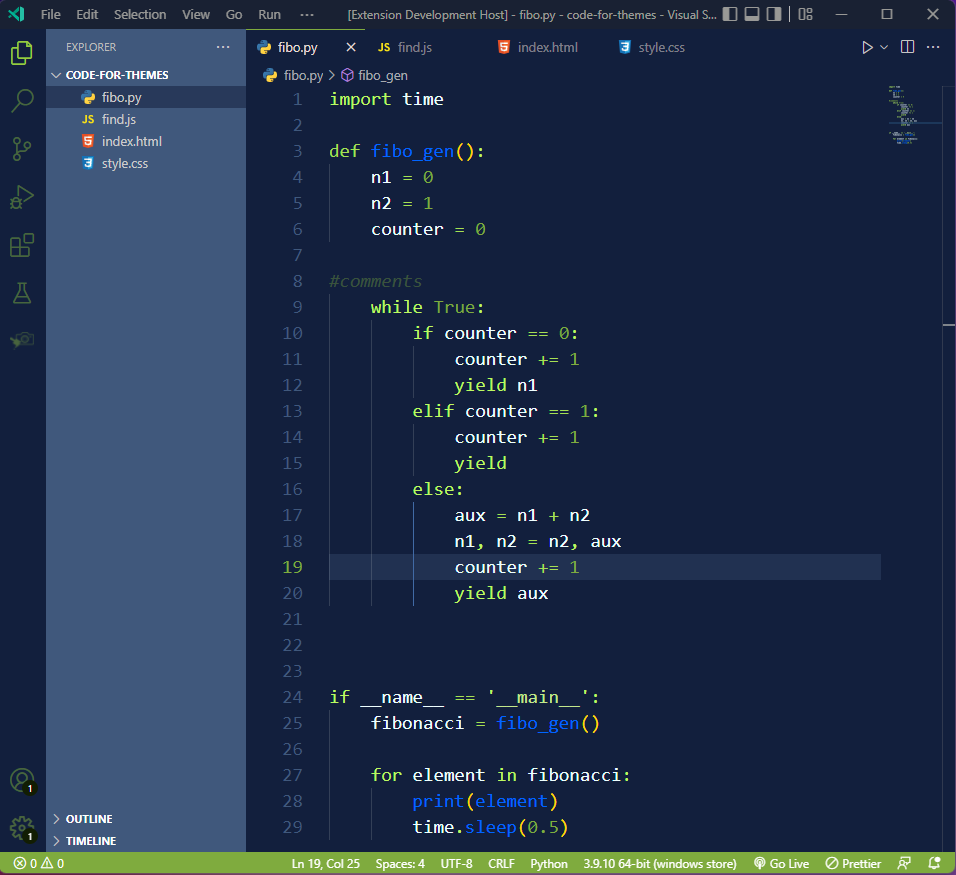 File Edit Selection View Go Run ··· [Extension Development Host] - fibo.py - code-for-themes - Visual S...
EXPLORER ···
CODE-FOR-THEMES
fibo.py
JS find.js
index.html
style.css
OUTLINE
TIMELINE
fibo.py JS find.js index.html style.css
fibo.py > fibo_gen
1 import time
2
3 def fibo_gen():
4     n1 = 0
5     n2 = 1
6     counter = 0
7
8 #comments
9     while True:
10         if counter == 0:
11             counter += 1
12             yield n1
13         elif counter == 1:
14             counter += 1
15             yield
16         else:
17             aux = n1 + n2
18             n1, n2 = n2, aux
19             counter += 1
20             yield aux
21
22
23
24 if __name__ == '__main__':
25     fibonacci = fibo_gen()
26
27     for element in fibonacci:
28         print(element)
29         time.sleep(0.5)
1
1
0 0 Ln 19, Col 25 Spaces: 4 UTF-8 CRLF Python 3.9.10 64-bit (windows store) Go Live Prettier